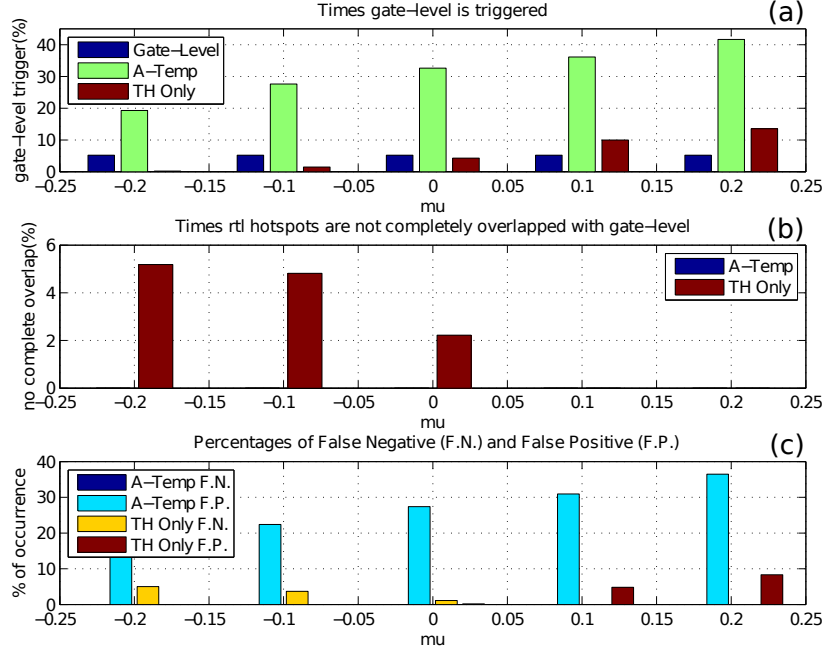 Times gate−level is triggered
(a)
gate−level trigger(%)
40
30
20
10
0
Gate−Level
A−Temp
TH Only
−0.25 −0.2 −0.15 −0.1 −0.05 0 0.05 0.1 0.15 0.2 0.25
mu
Times rtl hotspots are not completely overlapped with gate−level
(b)
no complete overlap(%)
6
4
2
0
A−Temp
TH Only
−0.25 −0.2 −0.15 −0.1 −0.05 0 0.05 0.1 0.15 0.2 0.25
mu
Percentages of False Negative (F.N.) and False Positive (F.P.)
(c)
% of occurrence
40
30
20
10
0
A−Temp F.N.
A−Temp F.P.
TH Only F.N.
TH Only F.P.
−0.25 −0.2 −0.15 −0.1 −0.05 0 0.05 0.1 0.15 0.2 0.25
mu